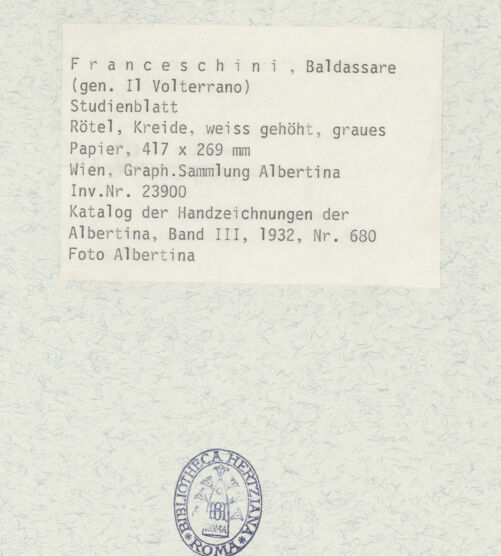 F r a n c e s c h i n i , Baldassare
(gen. Il Volterrano)
Studienblatt
Rötel, Kreide, weiss gehöht, graues
Papier, 417 x 269 mm
Wien, Graph.Sammlung Albertina
Inv.Nr. 23900
Katalog der Handzeichnungen der
Albertina, Band III, 1932, Nr. 680
Foto Albertina
BIBLIOTHECA HERTZIANA
ROMA
* ROMA *